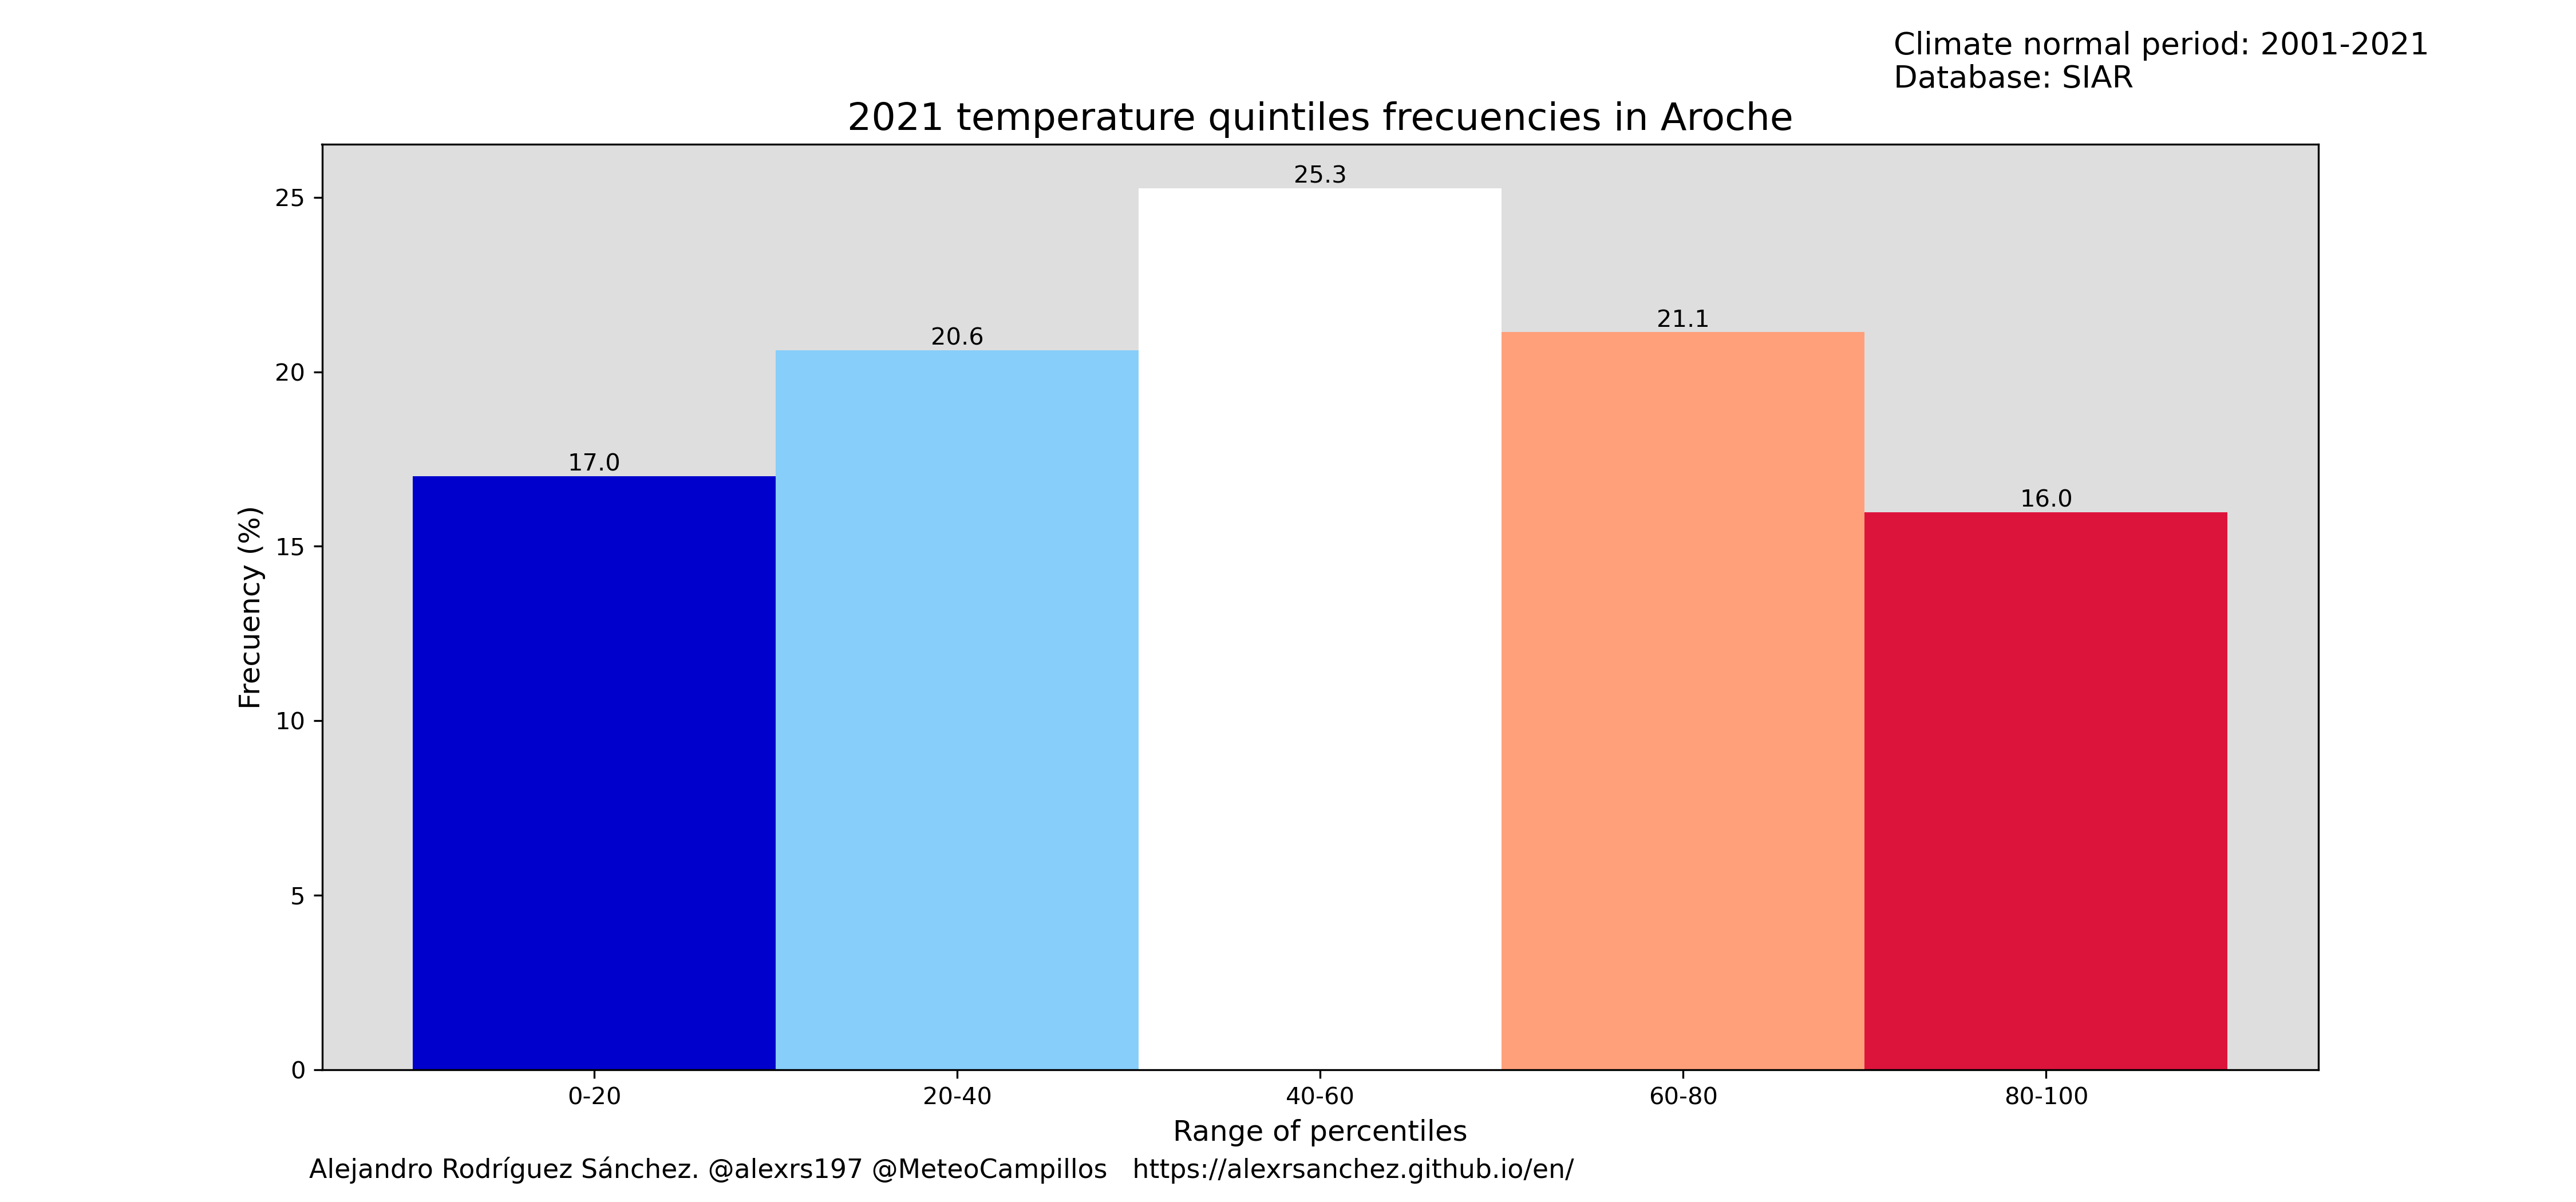 Climate normal period: 2001-2021
Database: SIAR
2021 temperature quintiles frecuencies in Aroche
25.3
25
21.1
20.6
20
17.0
16.0
15
Frecuency (%)
10
5
0
0-20 20-40 40-60 60-80 80-100
Range of percentiles
Alejandro Rodríguez Sánchez. @alexrs197 @MeteoCampillos https://alexrsanchez.github.io/en/